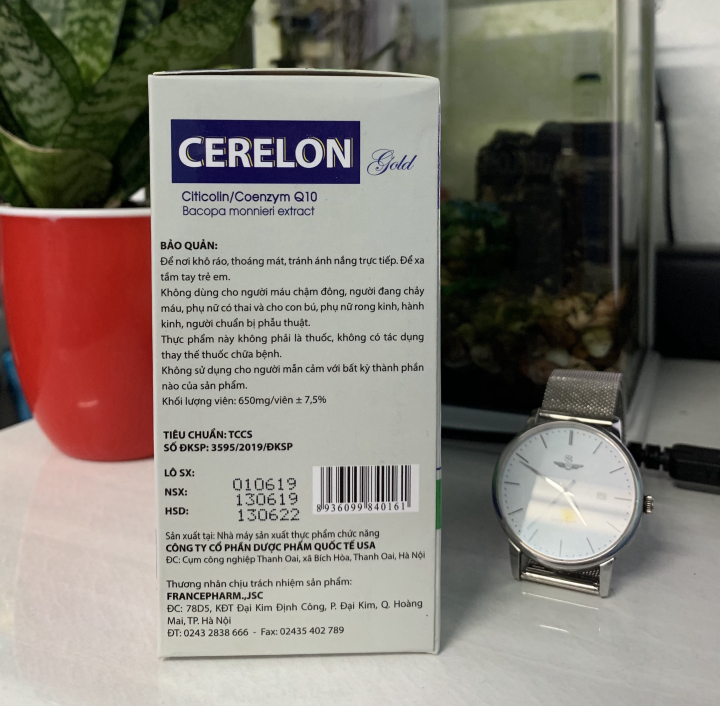 CERELON Gold
Citicolin/Coenzym Q10
Bacopa monnieri extract
BẢO QUẢN:
Để nơi khô ráo, thoáng mát, tránh ánh nắng trực tiếp. Để xa
tầm tay trẻ em.
Không dùng cho người máu chậm đông, người đang chảy
máu, phụ nữ có thai và cho con bú, phụ nữ rong kinh, hành
kinh, người chuẩn bị phẫu thuật.
Thực phẩm này không phải là thuốc, không có tác dụng
thay thế thuốc chữa bệnh.
Không sử dụng cho người mẫn cảm với bất kỳ thành phần
nào của sản phẩm.
Khối lượng viên: 650mg/viên ± 7,5%
TIÊU CHUẨN: TCCS
SỐ ĐKSP: 3595/2019/ĐKSP
LÔ SX: 010619
NSX: 130619
HSD: 130622
8936099840161
Sản xuất tại: Nhà máy sản xuất thực phẩm chức năng
CÔNG TY CỔ PHẦN DƯỢC PHẨM QUỐC TẾ USA
ĐC: Cụm công nghiệp Thanh Oai, xã Bích Hòa, Thanh Oai, Hà Nội
Thương nhân chịu trách nhiệm sản phẩm:
FRANCEPHARM.,JSC
ĐC: 78D5, KĐT Đại Kim Định Công, P. Đại Kim, Q. Hoàng
Mai, TP. Hà Nội
ĐT: 0243 2838 666 - Fax: 02435 402 789